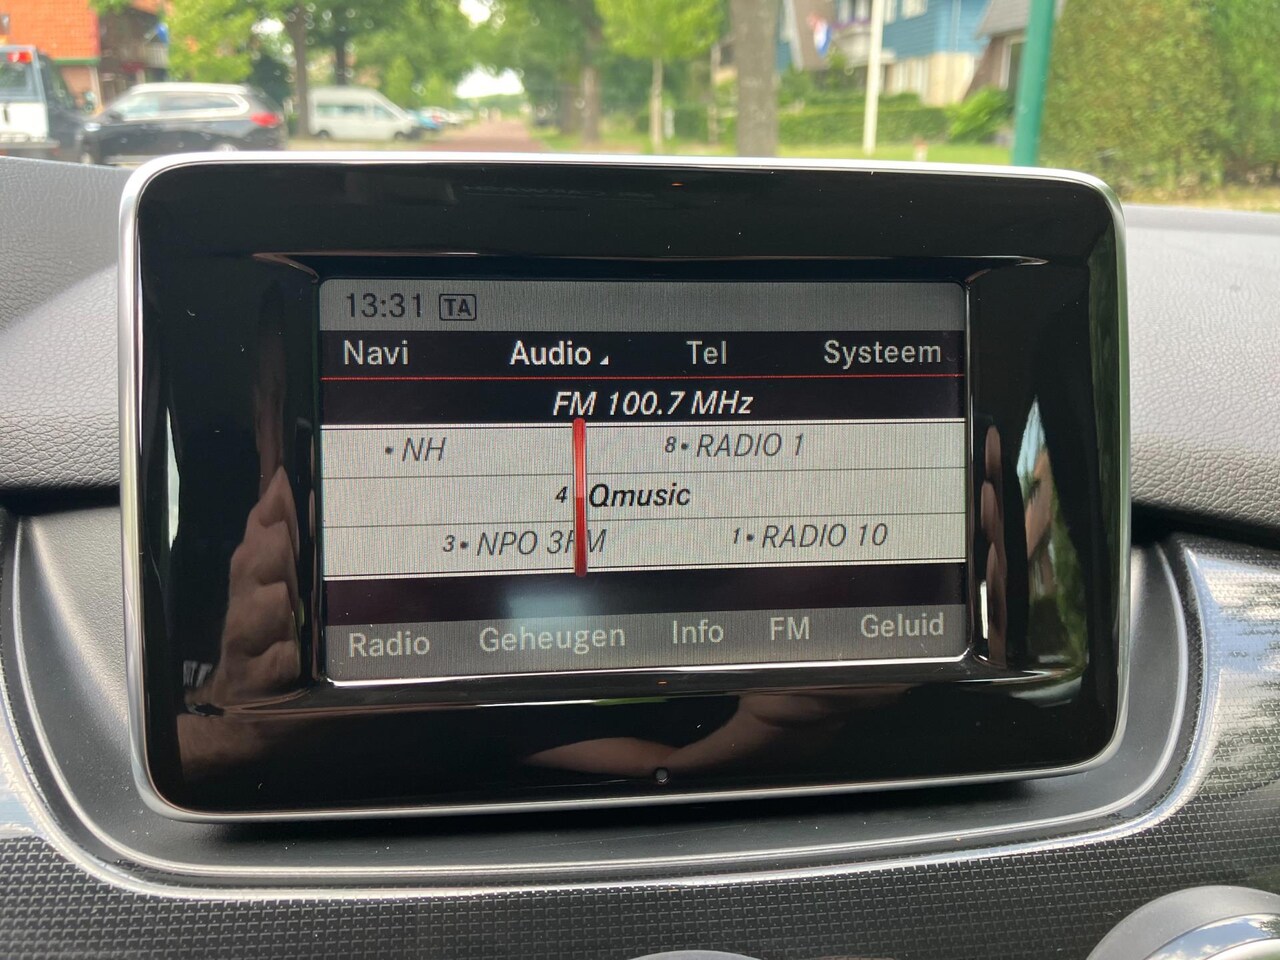 13:31 TA
Navi Audio Tel Systeem
FM 100.7 MHz
• NH 8• RADIO 1
4 Qmusic
3• NPO 3FM 1• RADIO 10
Radio Geheugen Info FM Geluid